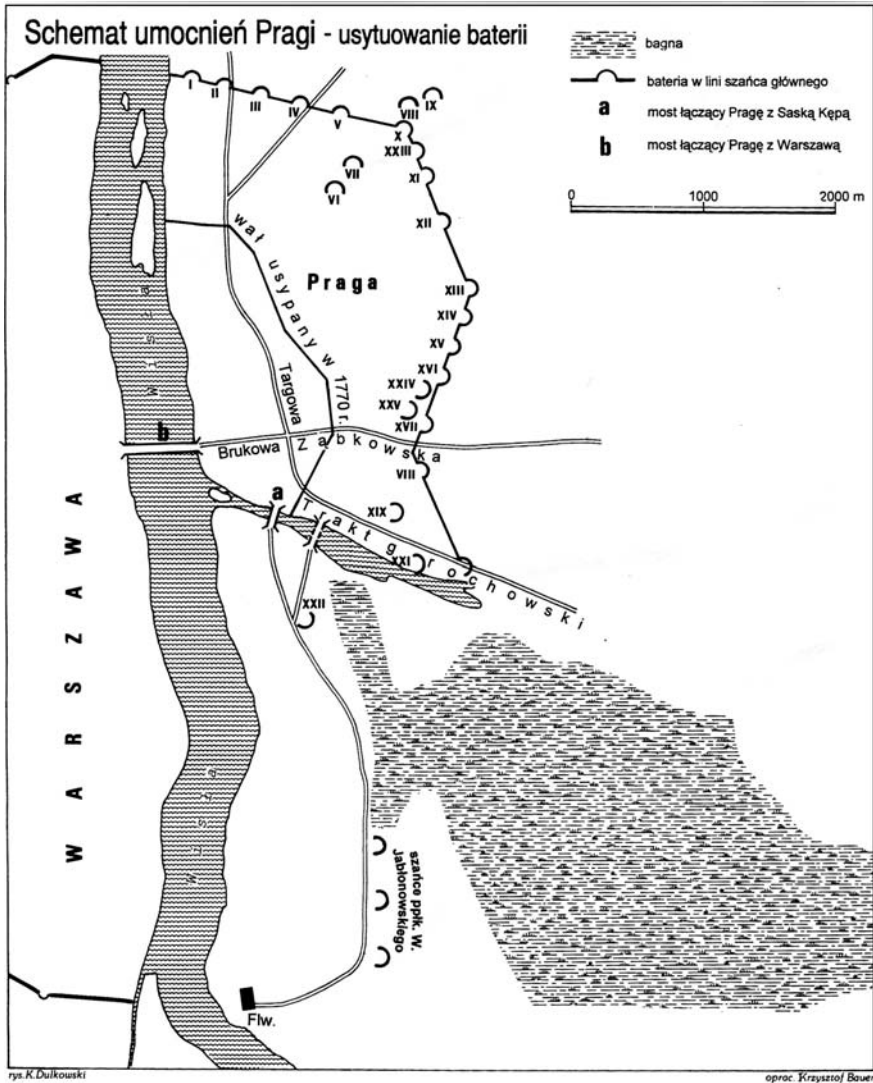 Schemat umocnień Pragi - usytuowanie baterii
bagna
bateria w lini szańca głównego
a most łączący Pragę z Saską Kępą
b most łączący Pragę z Warszawą
0 1000 2000 m
I
II
III
IV
V
VIII
IX
X
XXIII
XI
VII
VI
XII
wał usypany w 1770 r.
Praga
XIII
XIV
XV
XVI
XXIV
XXV
XVII
Wisła
Targowa
b
Brukowa
Ząbkowska
VIII
a
XIX
Trakt grochowski
XXI
XXII
WARSZAWA
Wisła
szańce ppłk. W.
Jabłonowskiego
Flw.
rys.K.Dulkowski
oprac. Krzysztof Bauer